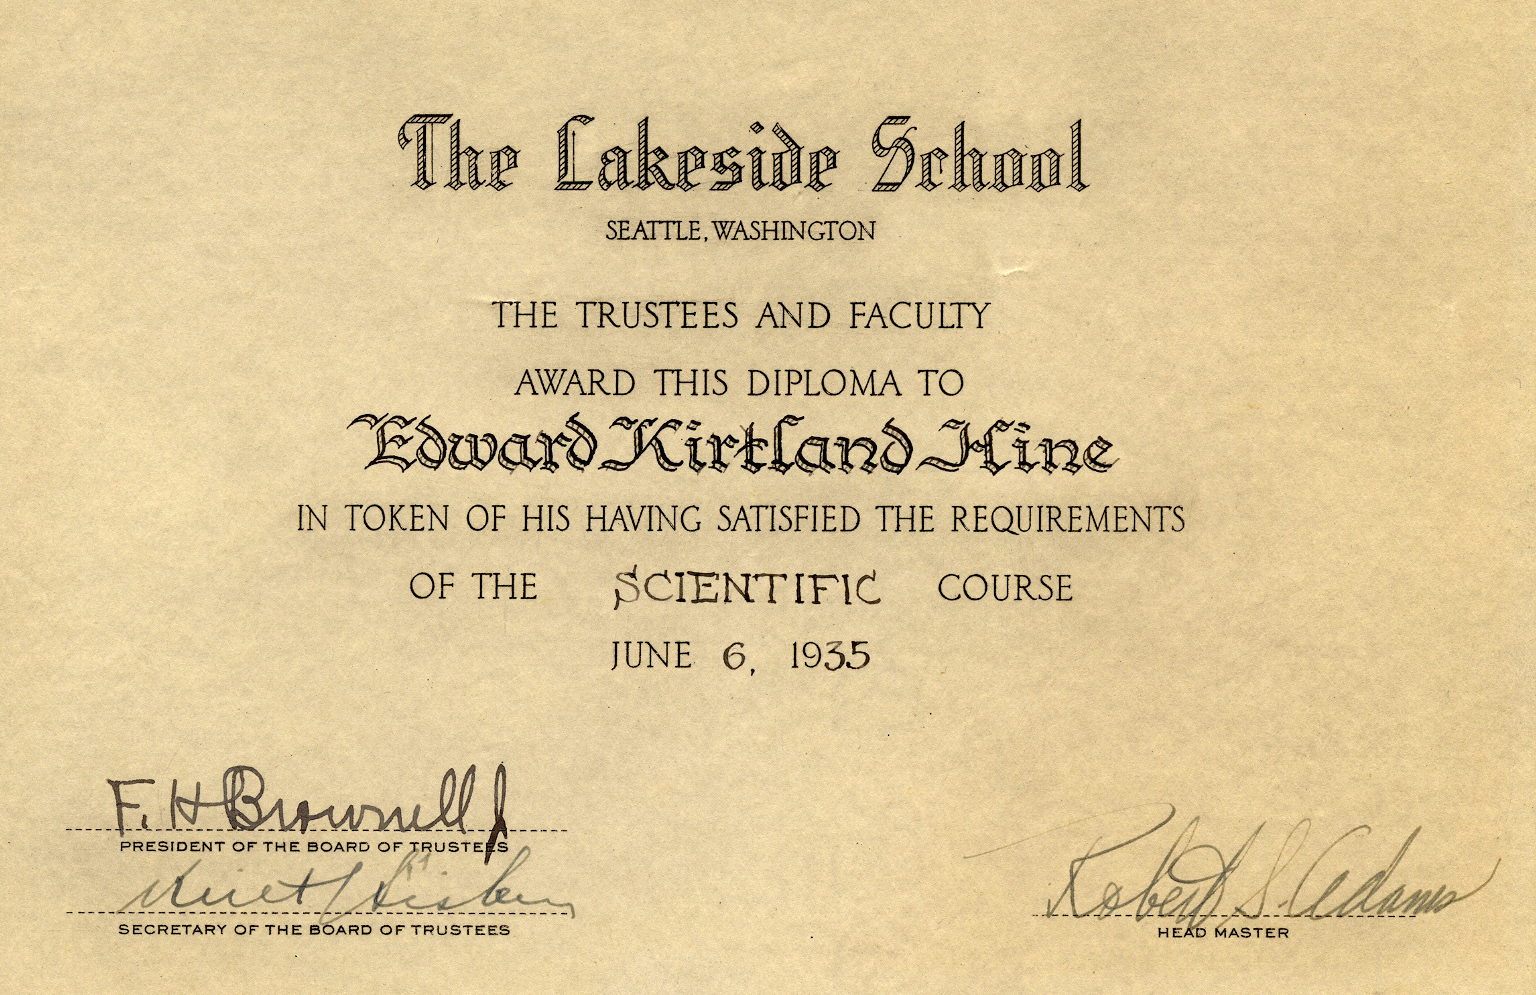 The Lakeside School
SEATTLE, WASHINGTON
THE TRUSTEES AND FACULTY
AWARD THIS DIPLOMA TO
Edward Kirtland Hine
IN TOKEN OF HIS HAVING SATISFIED THE REQUIREMENTS
OF THE SCIENTIFIC COURSE
JUNE 6, 1935
F. H. Brownell
PRESIDENT OF THE BOARD OF TRUSTEES
SECRETARY OF THE BOARD OF TRUSTEES
Robert S. Adams
HEAD MASTER